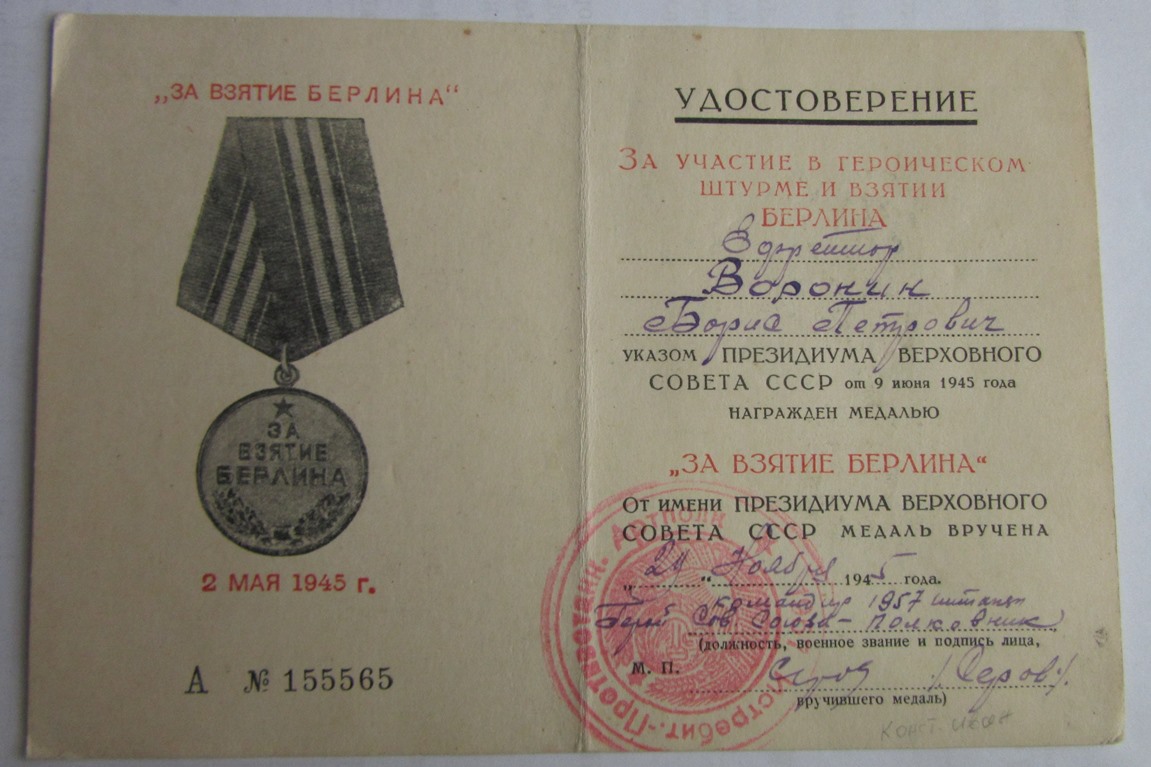 „ЗА ВЗЯТИЕ БЕРЛИНА“
ЗА
ВЗЯТИЕ
БЕРЛИНА
2 МАЯ 1945 г.
А № 155565
УДОСТОВЕРЕНИЕ
ЗА УЧАСТИЕ В ГЕРОИЧЕСКОМ
ШТУРМЕ И ВЗЯТИИ
БЕРЛИНА
Ефрейтор
Воронин
Борис Петрович
УКАЗОМ ПРЕЗИДИУМА ВЕРХОВНОГО
СОВЕТА СССР от 9 июня 1945 года
НАГРАЖДЕН МЕДАЛЬЮ
„ЗА ВЗЯТИЕ БЕРЛИНА“
ОТ ИМЕНИ ПРЕЗИДИУМА ВЕРХОВНОГО
СОВЕТА СССР МЕДАЛЬ ВРУЧЕНА
„ “ Ноября 1945 года.
Командир 1957
Герой Сов Союза - Полковник
(должность, военное звание и подпись лица,
М. П. /Серов/
вручившего медаль)
Противотанк. Артполк